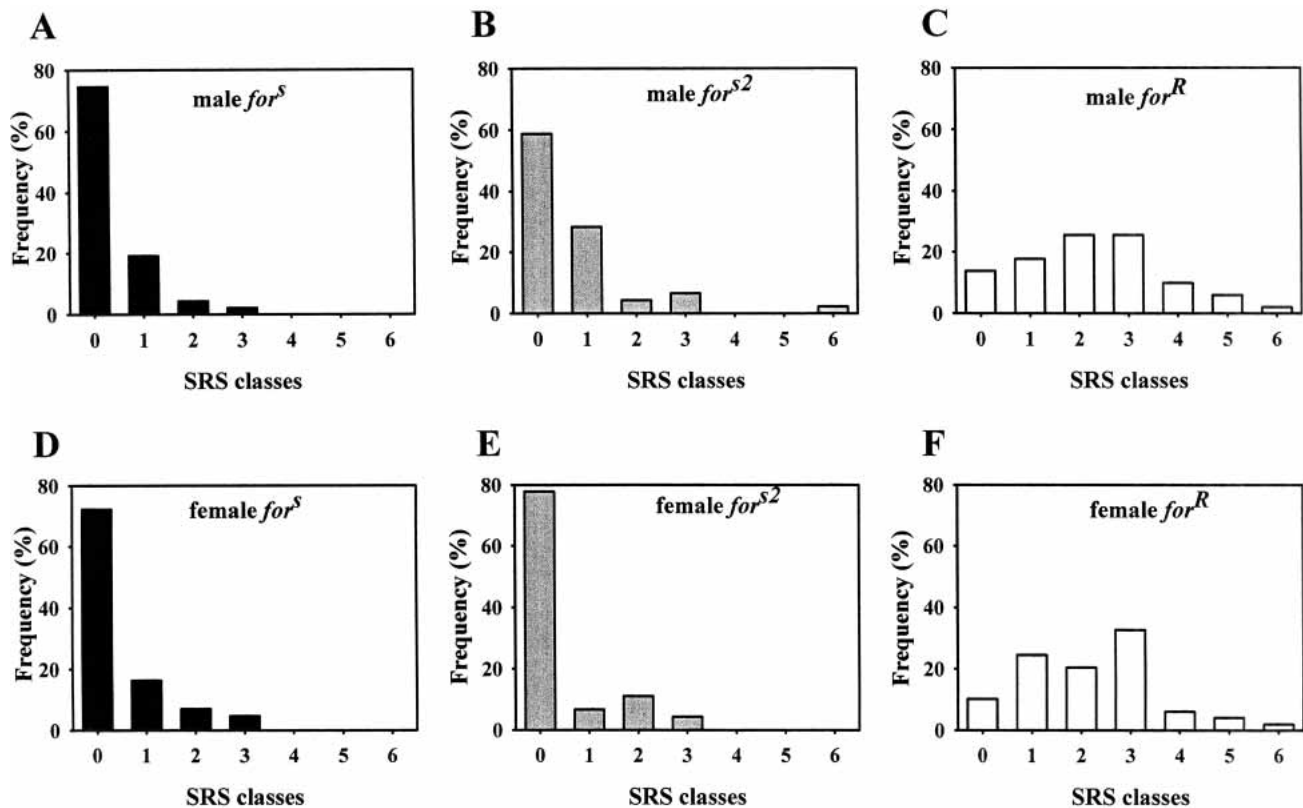 A
B
C
male for^s
male for^s2
male for^R
Frequency (%)
80
60
40
20
0
0 1 2 3 4 5 6
SRS classes
Frequency (%)
80
60
40
20
0
0 1 2 3 4 5 6
SRS classes
Frequency (%)
80
60
40
20
0
0 1 2 3 4 5 6
SRS classes
D
E
F
female for^s
female for^s2
female for^R
Frequency (%)
80
60
40
20
0
0 1 2 3 4 5 6
SRS classes
Frequency (%)
80
60
40
20
0
0 1 2 3 4 5 6
SRS classes
Frequency (%)
80
60
40
20
0
0 1 2 3 4 5 6
SRS classes